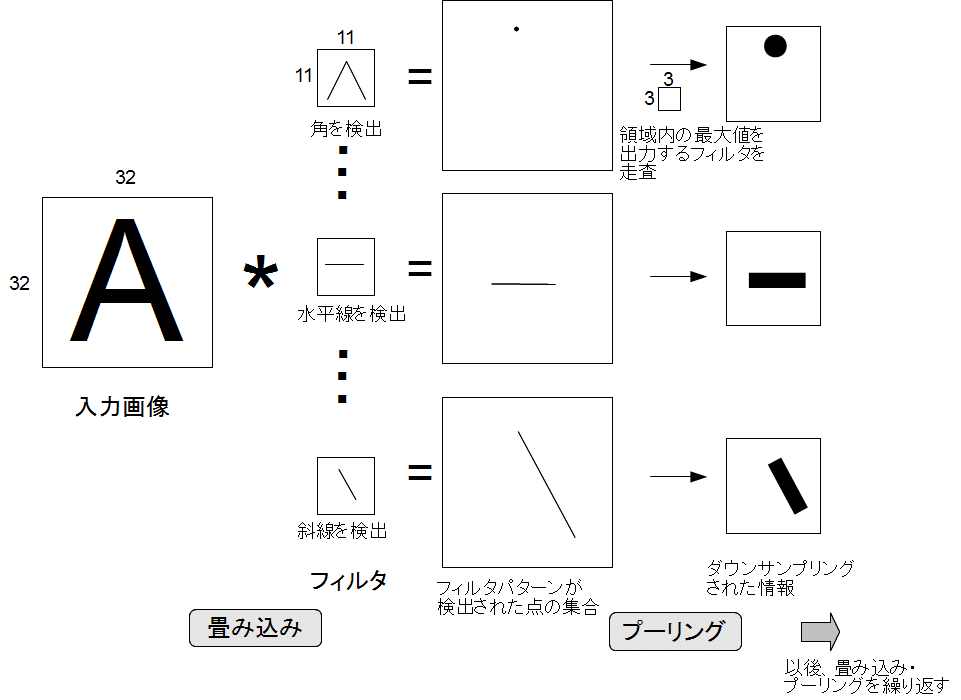 32
32
A
入力画像
*
11
11
角を検出
水平線を検出
斜線を検出
フィルタ
畳み込み
=
=
=
フィルタパターンが
検出された点の集合
3
3
領域内の最大値を
出力するフィルタを
走査
ダウンサンプリング
された情報
プーリング
以後、畳み込み・
プーリングを繰り返す